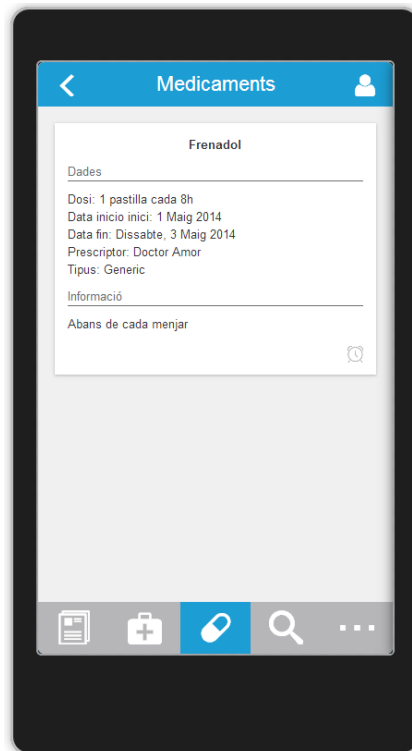 Medicaments
Frenadol
Dades
Dosi: 1 pastilla cada 8h
Data inicio inici: 1 Maig 2014
Data fin: Dissabte, 3 Maig 2014
Prescriptor: Doctor Amor
Tipus: Generic
Informació
Abans de cada menjar